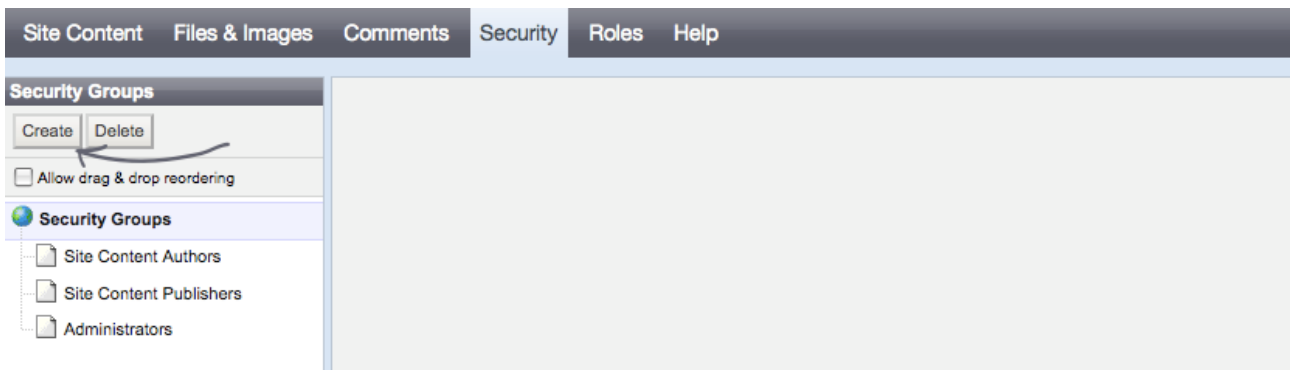 Site Content Files & Images Comments Security Roles Help
Security Groups
Create Delete
Allow drag & drop reordering
Security Groups
Site Content Authors
Site Content Publishers
Administrators